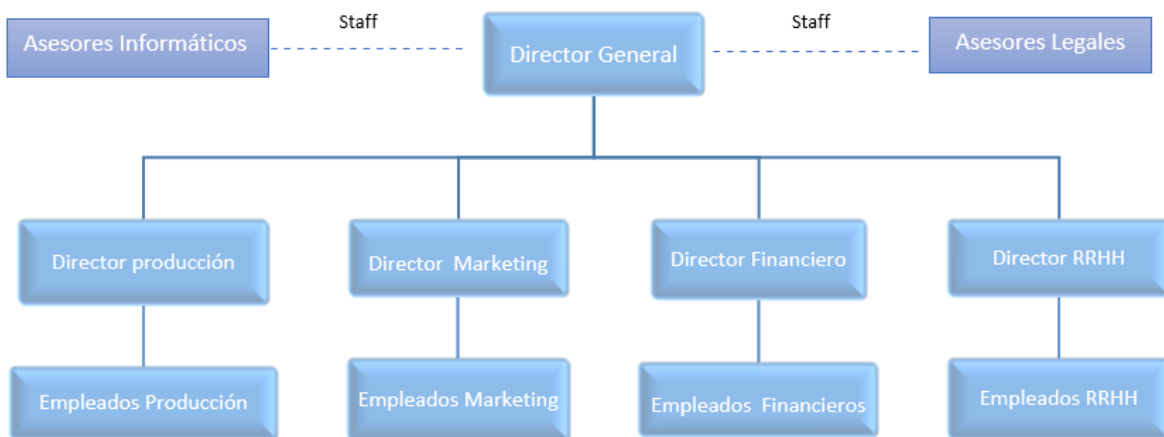 Staff
Staff
Asesores Informáticos
Director General
Asesores Legales
Director producción
Director Marketing
Director Financiero
Director RRHH
Empleados Producción
Empleados Marketing
Empleados Financieros
Empleados RRHH